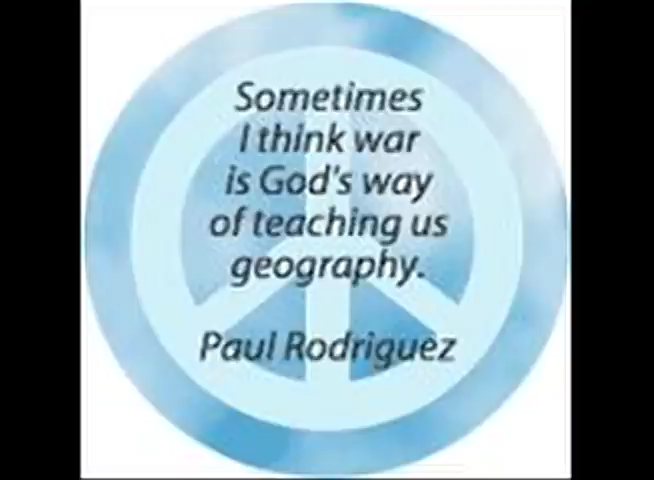 Sometimes
I think war
is God's way
of teaching us
geography.
Paul Rodriguez